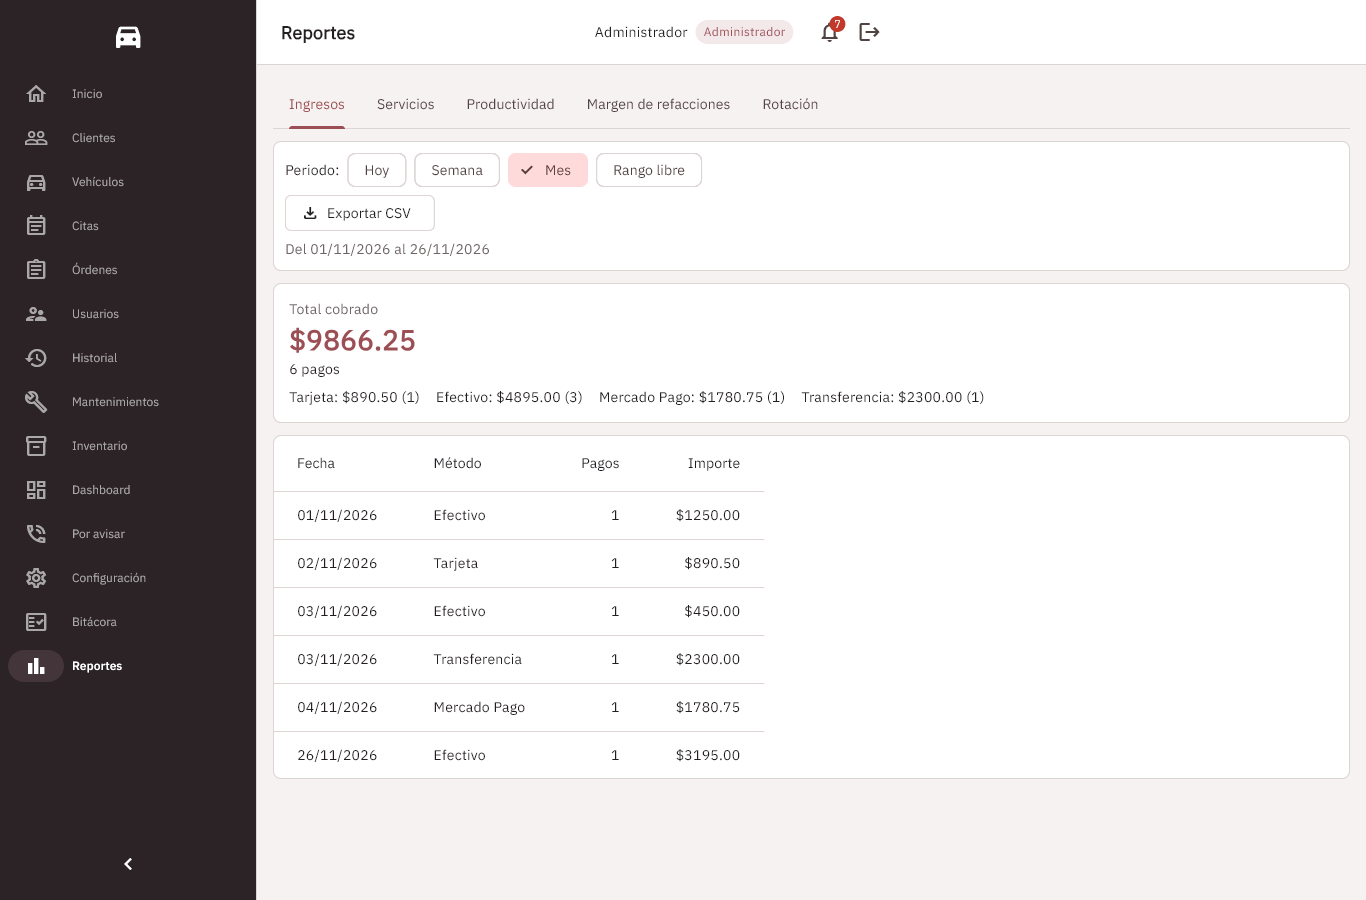 Reportes
Administrador Administrador 7
Inicio
Clientes
Vehículos
Citas
Órdenes
Usuarios
Historial
Mantenimientos
Inventario
Dashboard
Por avisar
Configuración
Bitácora
Reportes
Ingresos Servicios Productividad Margen de refacciones Rotación
Periodo: Hoy Semana Mes Rango libre
Exportar CSV
Del 01/11/2026 al 26/11/2026
Total cobrado
$9866.25
6 pagos
Tarjeta: $890.50 (1) Efectivo: $4895.00 (3) Mercado Pago: $1780.75 (1) Transferencia: $2300.00 (1)
Fecha Método Pagos Importe
01/11/2026 Efectivo 1 $1250.00
02/11/2026 Tarjeta 1 $890.50
03/11/2026 Efectivo 1 $450.00
03/11/2026 Transferencia 1 $2300.00
04/11/2026 Mercado Pago 1 $1780.75
26/11/2026 Efectivo 1 $3195.00